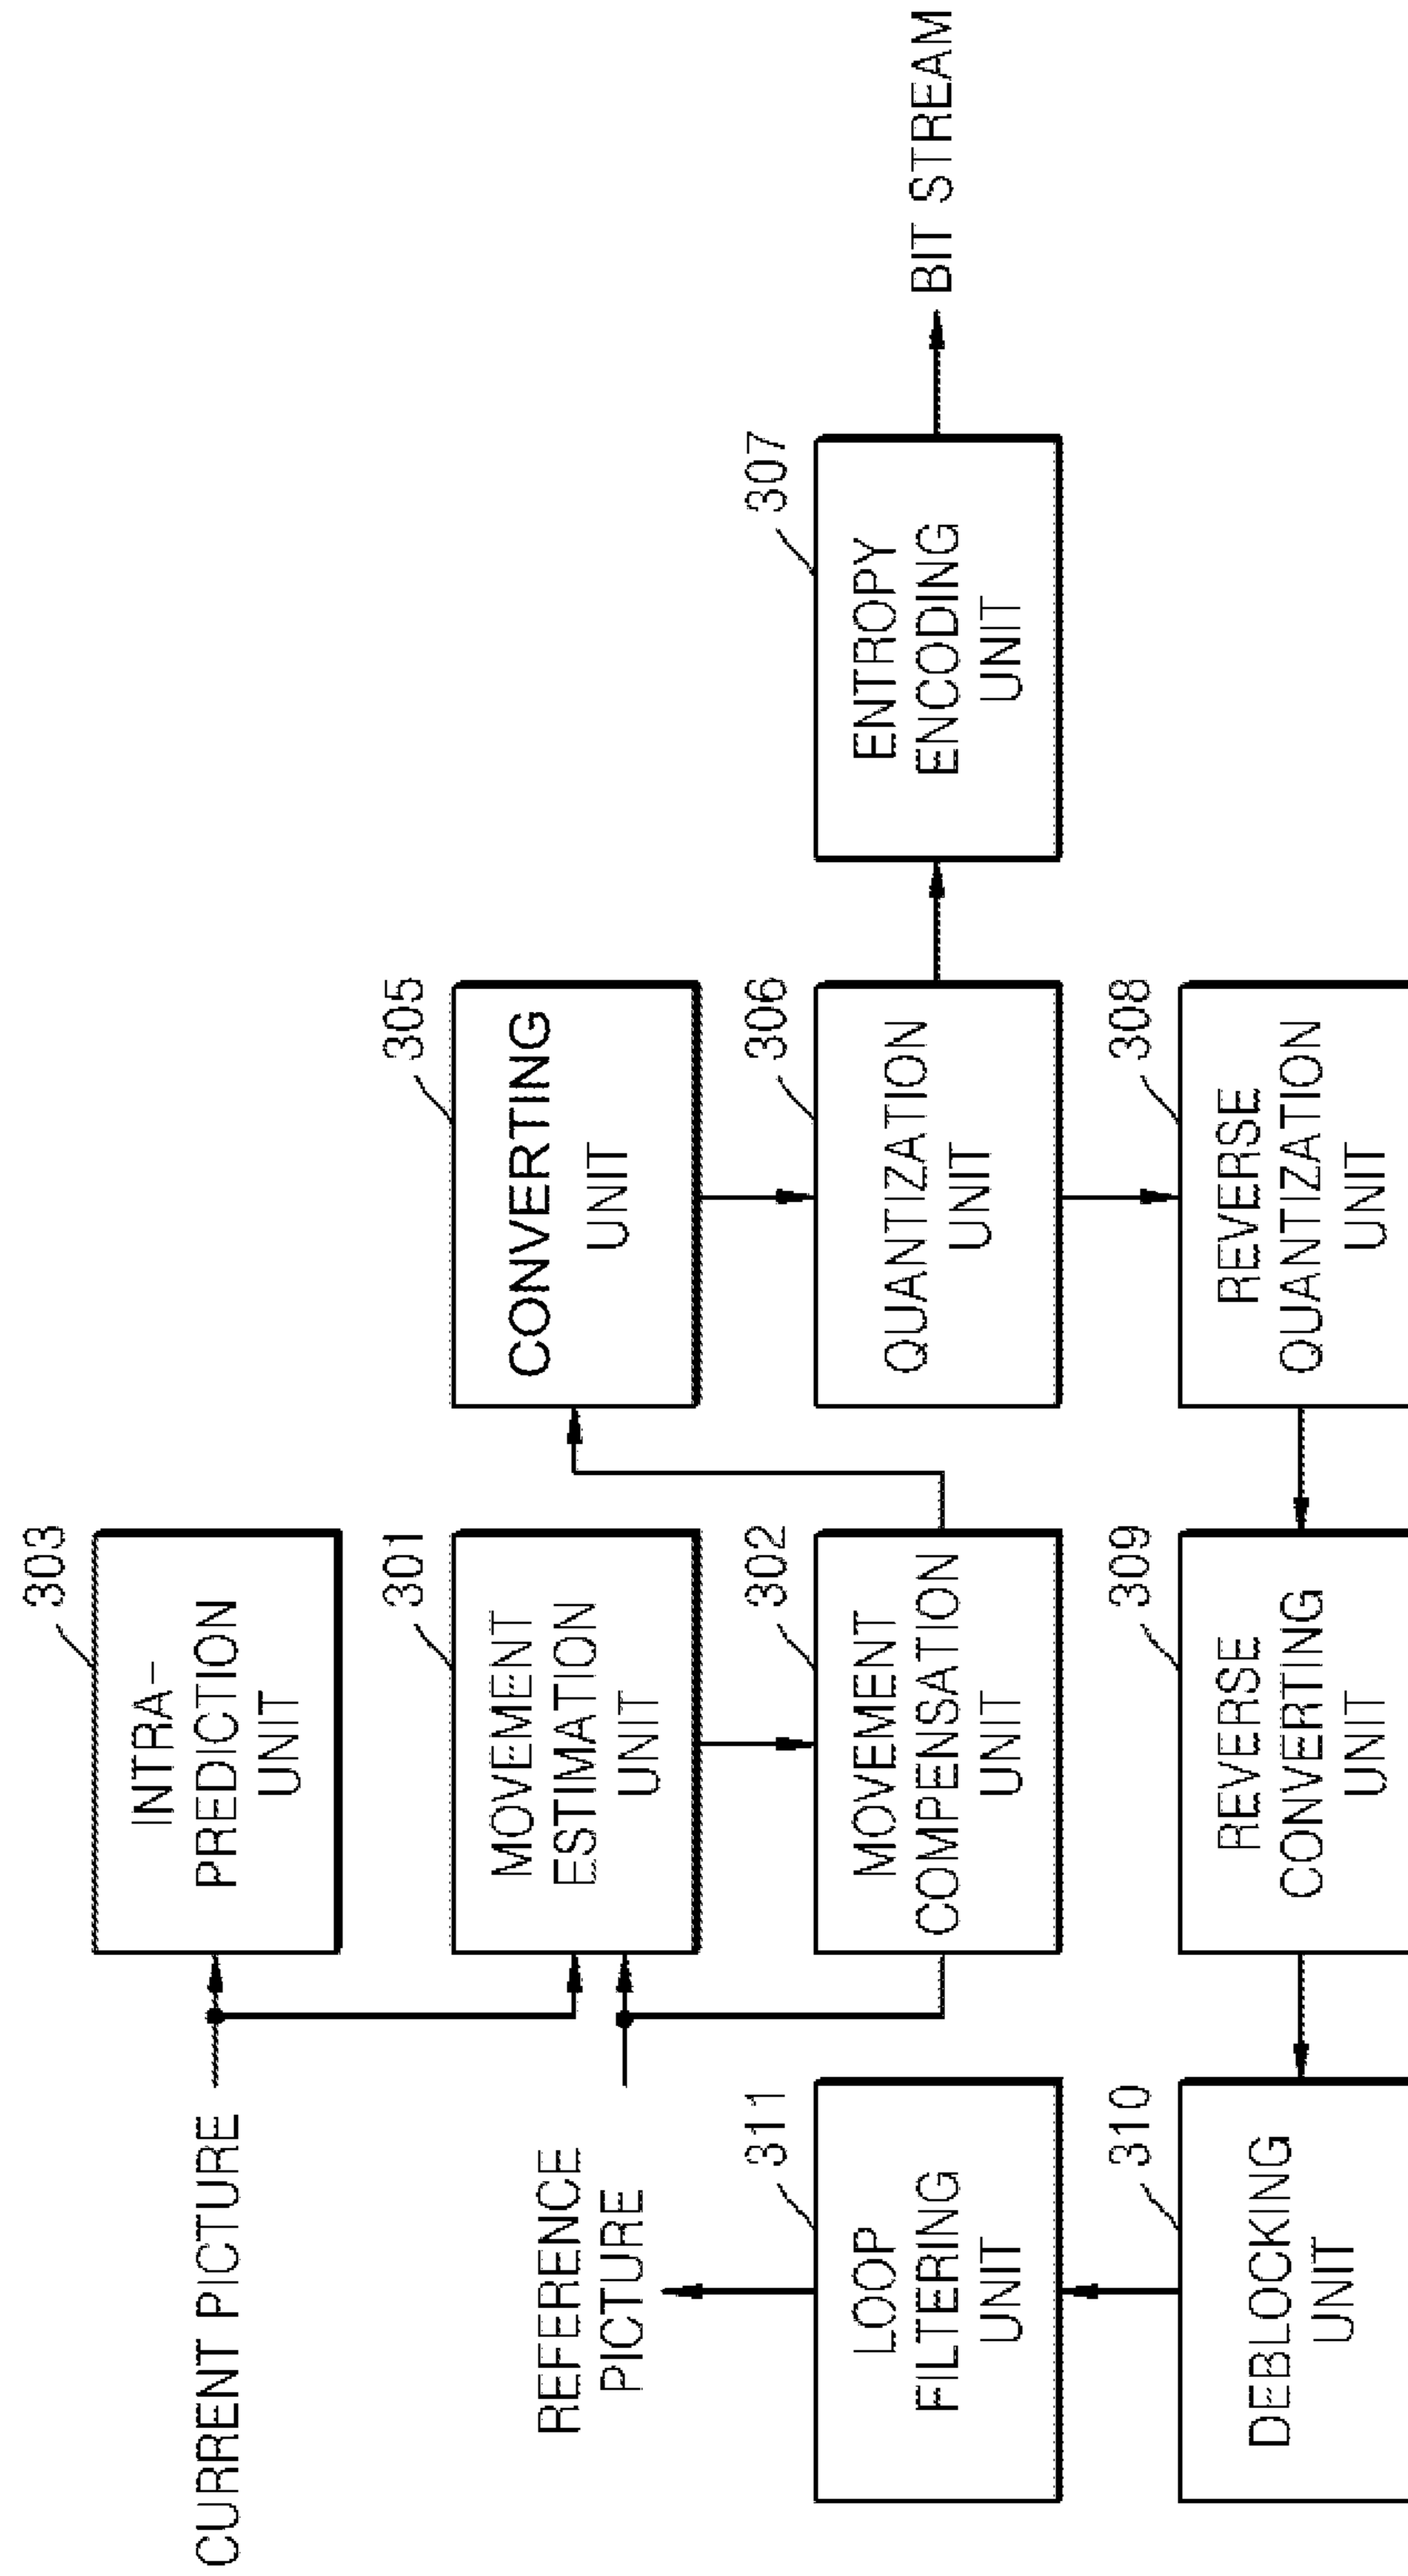 CURRENT PICTURE
303
INTRA-
PREDICTION
UNIT
REFERENCE
PICTURE
301
MOVEMENT
ESTIMATION
UNIT
305
CONVERTING
UNIT
311
LOOP
FILTERING
UNIT
302
MOVEMENT
COMPENSATION
UNIT
306
QUANTIZATION
UNIT
307
ENTROPY
ENCODING
UNIT
BIT STREAM
310
DEBLOCKING
UNIT
309
REVERSE
CONVERTING
UNIT
308
REVERSE
QUANTIZATION
UNIT